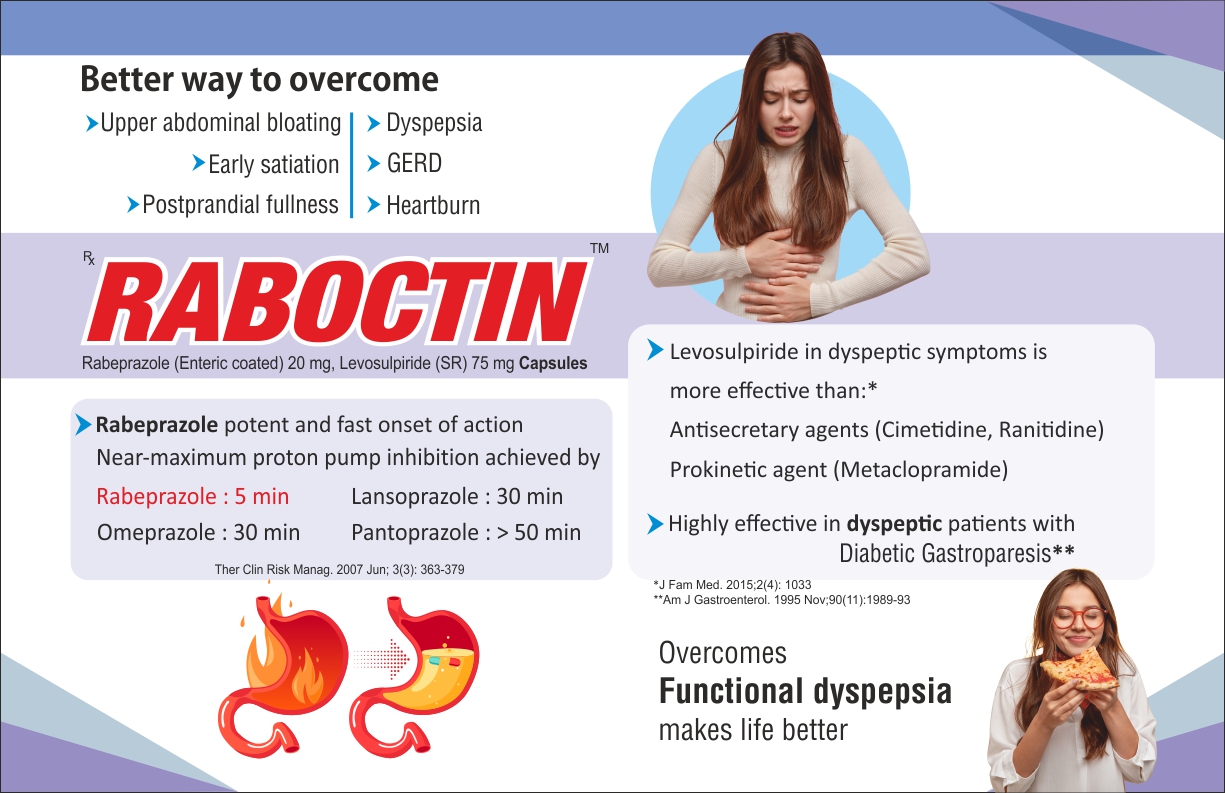 Better way to overcome
Upper abdominal bloating
Early satiation
Postprandial fullness
Dyspepsia
GERD
Heartburn
Rx RABOCTIN TM
Rabeprazole (Enteric coated) 20 mg, Levosulpiride (SR) 75 mg Capsules
Rabeprazole potent and fast onset of action
Near-maximum proton pump inhibition achieved by
Rabeprazole : 5 min Lansoprazole : 30 min
Omeprazole : 30 min Pantoprazole : > 50 min
Ther Clin Risk Manag. 2007 Jun; 3(3): 363-379
Levosulpiride in dyspeptic symptoms is
more effective than:*
Antisecretary agents (Cimetidine, Ranitidine)
Prokinetic agent (Metaclopramide)
Highly effective in dyspeptic patients with
Diabetic Gastroparesis**
*J Fam Med. 2015;2(4): 1033
**Am J Gastroenterol. 1995 Nov;90(11):1989-93
Overcomes
Functional dyspepsia
makes life better